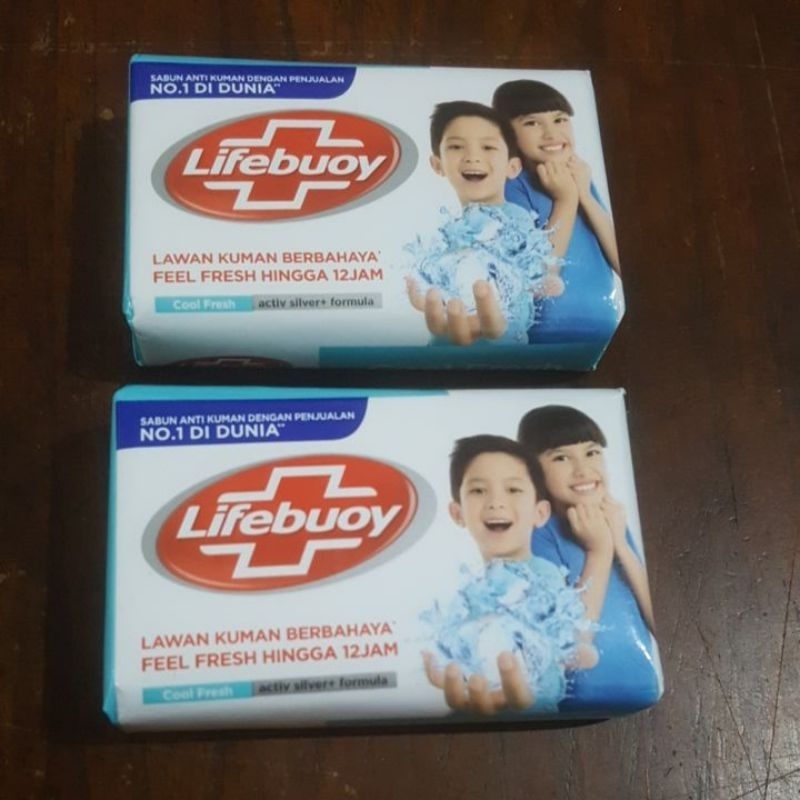 SABUN ANTI KUMAN DENGAN PENJUALAN
NO.1 DI DUNIA**
Lifebuoy
LAWAN KUMAN BERBAHAYA*
FEEL FRESH HINGGA 12JAM
Cool Fresh activ silver+ formula
SABUN ANTI KUMAN DENGAN PENJUALAN
NO.1 DI DUNIA**
Lifebuoy
LAWAN KUMAN BERBAHAYA*
FEEL FRESH HINGGA 12JAM
Cool Fresh activ silver+ formula